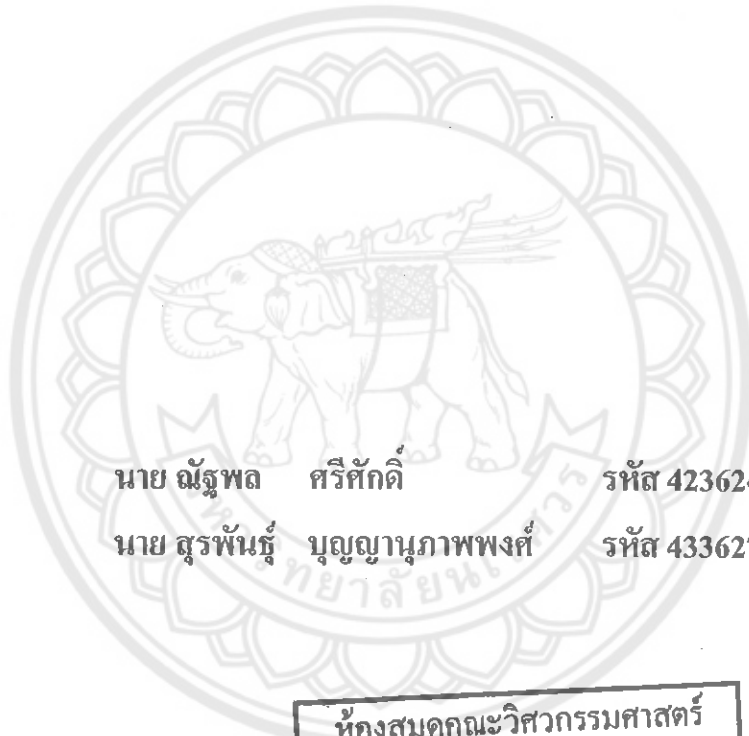 นาย ณัฐพล ศรีศักดิ์ รหัส 423624
นาย สุรพันธุ์ บุญญานุภาพพงศ์ รหัส 433627
ห้องสมุดคณะวิศวกรรมศาสตร์